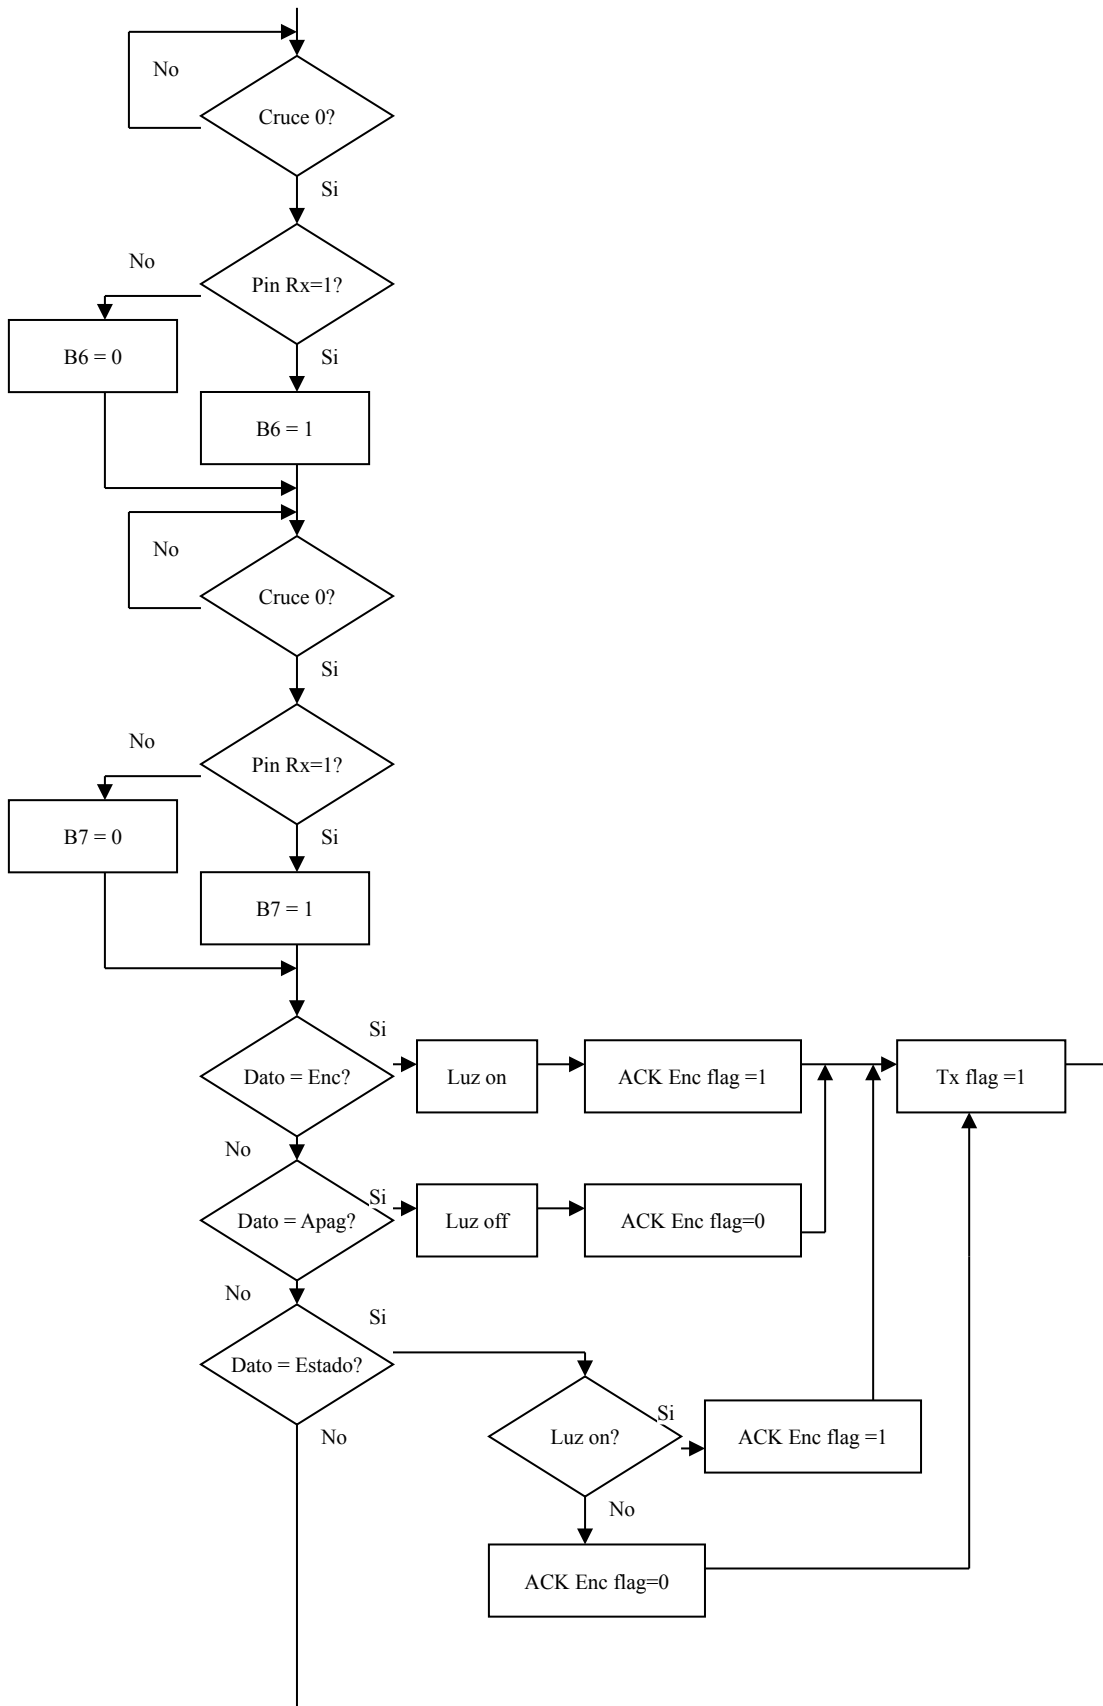 No
Cruce 0?
Si
No
Pin Rx=1?
B6 = 0
Si
B6 = 1
No
Cruce 0?
Si
No
Pin Rx=1?
B7 = 0
Si
B7 = 1
Si
Dato = Enc?
Luz on
ACK Enc flag =1
Tx flag =1
No
Si
Dato = Apag?
Luz off
ACK Enc flag=0
No
Si
Dato = Estado?
No
Si
Luz on?
ACK Enc flag =1
No
ACK Enc flag=0